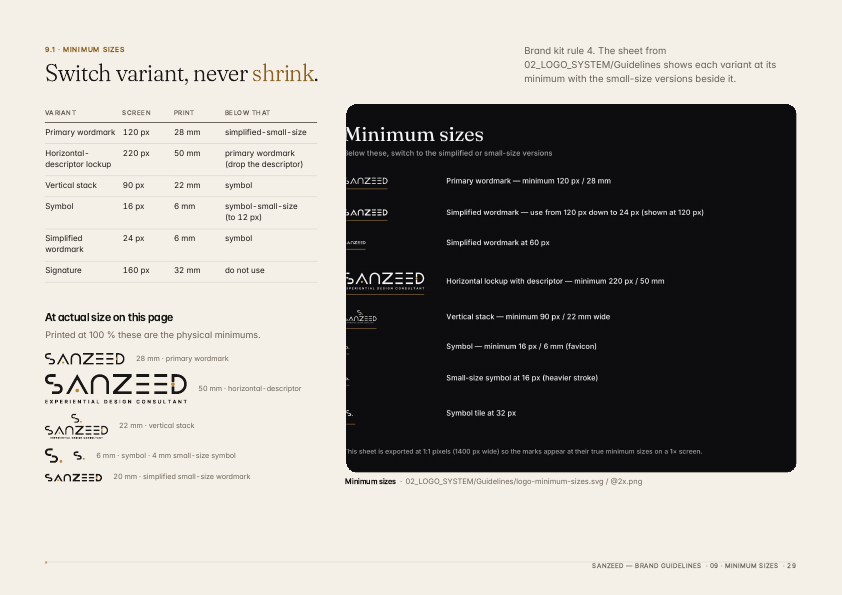 9.1 · MINIMUM SIZES
Switch variant, never shrink.
Brand kit rule 4. The sheet from
02_LOGO_SYSTEM/Guidelines shows each variant at its
minimum with the small-size versions beside it.
VARIANT SCREEN PRINT BELOW THAT
Primary wordmark 120 px 28 mm simplified-small-size
Horizontal- 220 px 50 mm primary wordmark
descriptor lockup (drop the descriptor)
Vertical stack 90 px 22 mm symbol
Symbol 16 px 6 mm symbol-small-size
(to 12 px)
Simplified 24 px 6 mm symbol
wordmark
Signature 160 px 32 mm do not use
At actual size on this page
Printed at 100 % these are the physical minimums.
SANZEED 28 mm · primary wordmark
SANZEED 50 mm · horizontal-descriptor
EXPERIENTIAL DESIGN CONSULTANT
S.
SANZEED 22 mm · vertical stack
EXPERIENTIAL DESIGN CONSULTANT
S. S. 6 mm · symbol · 4 mm small-size symbol
SANZEED 20 mm · simplified small-size wordmark
Minimum sizes
Below these, switch to the simplified or small-size versions
SANZEED Primary wordmark — minimum 120 px / 28 mm
SANZEED Simplified wordmark — use from 120 px down to 24 px (shown at 120 px)
SANZEED Simplified wordmark at 60 px
SANZEED Horizontal lockup with descriptor — minimum 220 px / 50 mm
EXPERIENTIAL DESIGN CONSULTANT
SANZEED Vertical stack — minimum 90 px / 22 mm wide
Symbol — minimum 16 px / 6 mm (favicon)
Small-size symbol at 16 px (heavier stroke)
S. Symbol tile at 32 px
This sheet is exported at 1:1 pixels (1400 px wide) so the marks appear at their true minimum sizes on a 1× screen.
Minimum sizes · 02_LOGO_SYSTEM/Guidelines/logo-minimum-sizes.svg / @2x.png
SANZEED — BRAND GUIDELINES · 09 · MINIMUM SIZES · 29